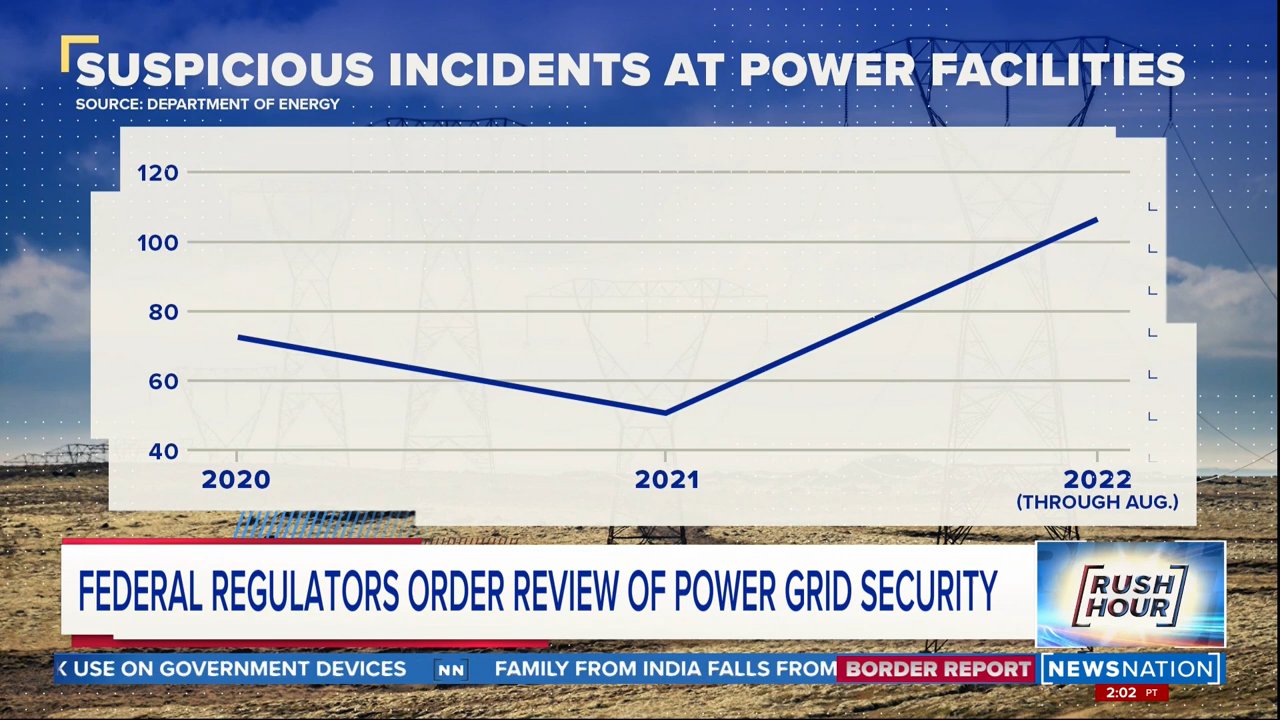 SUSPICIOUS INCIDENTS AT POWER FACILITIES
SOURCE: DEPARTMENT OF ENERGY
120
100
80
60
40
2020 2021 2022
(THROUGH AUG.)
FEDERAL REGULATORS ORDER REVIEW OF POWER GRID SECURITY
RUSH
HOUR
K USE ON GOVERNMENT DEVICES NN FAMILY FROM INDIA FALLS FROM BORDER REPORT NEWSNATION
2:02 PT